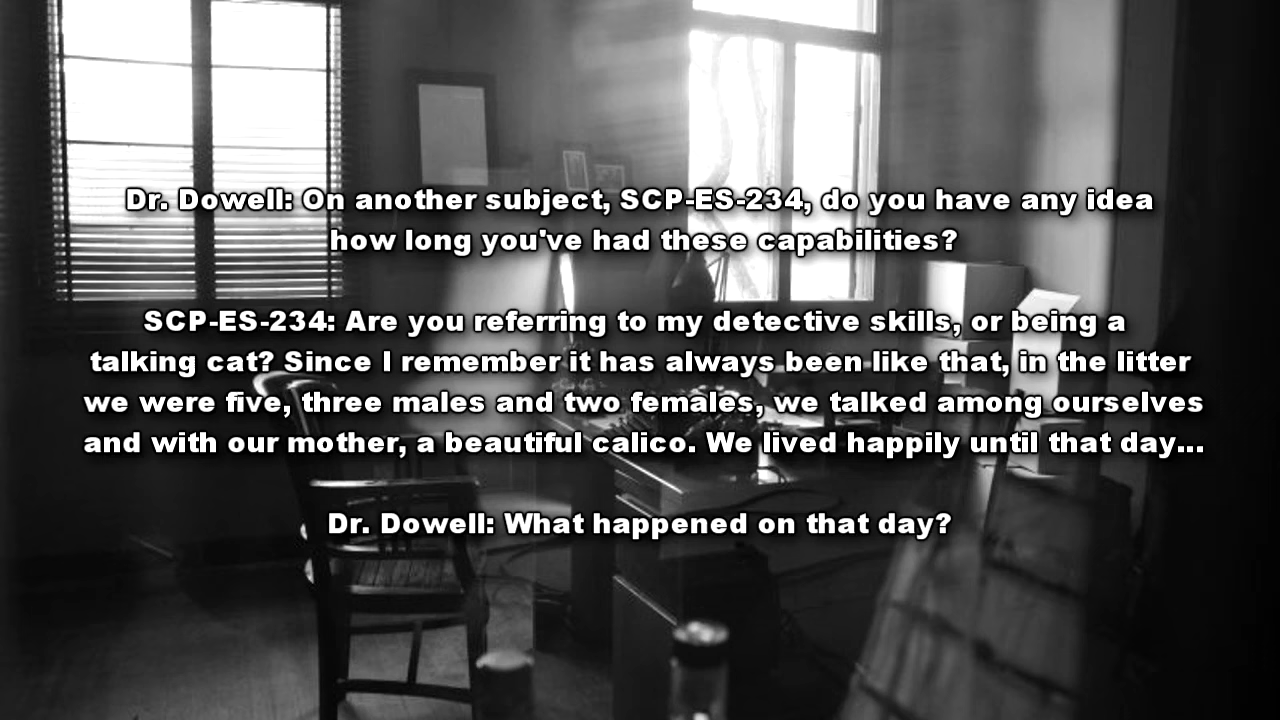 Dr. Dowell: On another subject, SCP-ES-234, do you have any idea
how long you've had these capabilities?
SCP-ES-234: Are you referring to my detective skills, or being a
talking cat? Since I remember it has always been like that, in the litter
we were five, three males and two females, we talked among ourselves
and with our mother, a beautiful calico. We lived happily until that day...
Dr. Dowell: What happened on that day?